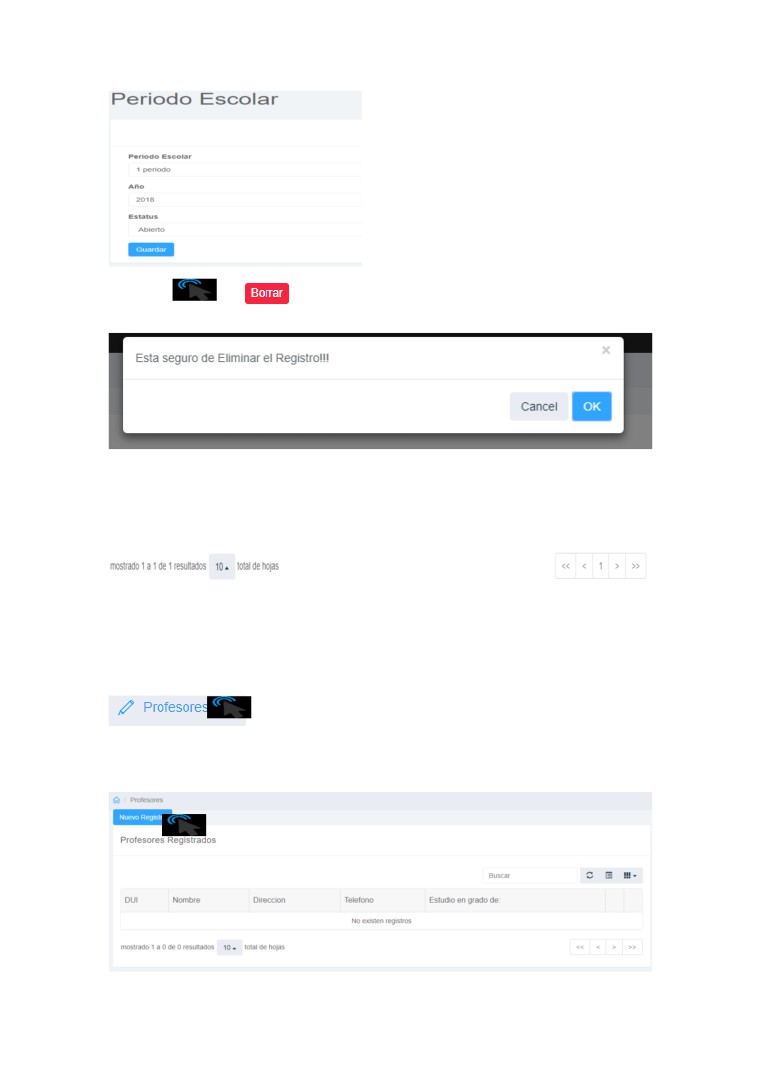 Periodo Escolar
Periodo Escolar
1 periodo
Año
2018
Estatus
Abierto
Guardar
Borrar
Esta seguro de Eliminar el Registro!!!
×
Cancel OK
mostrado 1 a 1 de 1 resultados 10 total de hojas << < 1 > >>
Profesores
/ Profesores
Nuevo
Profesores Registrados
Buscar
DUI Nombre Direccion Telefono Estudio en grado de:
No existen registros
mostrado 1 a 0 de 0 resultados 10 total de hojas << < > >>